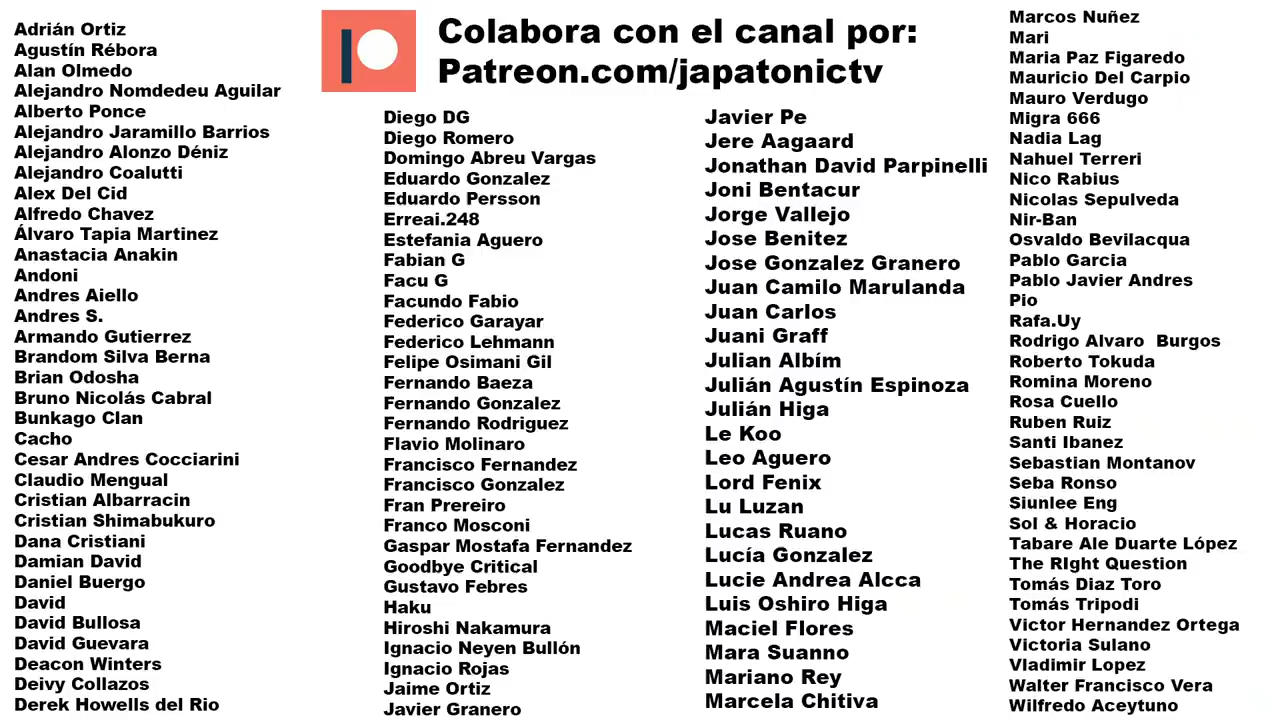 Colabora con el canal por:
Patreon.com/japatonictv
Adrián Ortiz
Agustín Rébora
Alan Olmedo
Alejandro Nomdedeu Aguilar
Alberto Ponce
Alejandro Jaramillo Barrios
Alejandro Alonzo Déniz
Alejandro Coalutti
Alex Del Cid
Alfredo Chavez
Álvaro Tapia Martinez
Anastacia Anakin
Andoni
Andres Aiello
Andres S.
Armando Gutierrez
Brandom Silva Berna
Brian Odosha
Bruno Nicolás Cabral
Bunkago Clan
Cacho
Cesar Andres Cocciarini
Claudio Mengual
Cristian Albarracin
Cristian Shimabukuro
Dana Cristiani
Damian David
Daniel Buergo
David
David Bullosa
David Guevara
Deacon Winters
Deivy Collazos
Derek Howells del Rio
Diego DG
Diego Romero
Domingo Abreu Vargas
Eduardo Gonzalez
Eduardo Persson
Erreai.248
Estefania Aguero
Fabian G
Facu G
Facundo Fabio
Federico Garayar
Federico Lehmann
Felipe Osimani Gil
Fernando Baeza
Fernando Gonzalez
Fernando Rodriguez
Flavio Molinaro
Francisco Fernandez
Francisco Gonzalez
Fran Prereiro
Franco Mosconi
Gaspar Mostafa Fernandez
Goodbye Critical
Gustavo Febres
Haku
Hiroshi Nakamura
Ignacio Neyen Bullón
Ignacio Rojas
Jaime Ortiz
Javier Granero
Javier Pe
Jere Aagaard
Jonathan David Parpinelli
Joni Bentacur
Jorge Vallejo
Jose Benitez
Jose Gonzalez Granero
Juan Camilo Marulanda
Juan Carlos
Juani Graff
Julian Albím
Julián Agustín Espinoza
Julián Higa
Le Koo
Leo Aguero
Lord Fenix
Lu Luzan
Lucas Ruano
Lucía Gonzalez
Lucie Andrea Alcca
Luis Oshiro Higa
Maciel Flores
Mara Suanno
Mariano Rey
Marcela Chitiva
Marcos Nuñez
Mari
Maria Paz Figaredo
Mauricio Del Carpio
Mauro Verdugo
Migra 666
Nadia Lag
Nahuel Terreri
Nico Rabius
Nicolas Sepulveda
Nir-Ban
Osvaldo Bevilacqua
Pablo Garcia
Pablo Javier Andres
Pio
Rafa.Uy
Rodrigo Alvaro  Burgos
Roberto Tokuda
Romina Moreno
Rosa Cuello
Ruben Ruiz
Santi Ibanez
Sebastian Montanov
Seba Ronso
Siunlee Eng
Sol & Horacio
Tabare Ale Duarte López
The RIght Question
Tomás Diaz Toro
Tomás Tripodi
Victor Hernandez Ortega
Victoria Sulano
Vladimir Lopez
Walter Francisco Vera
Wilfredo Aceytuno